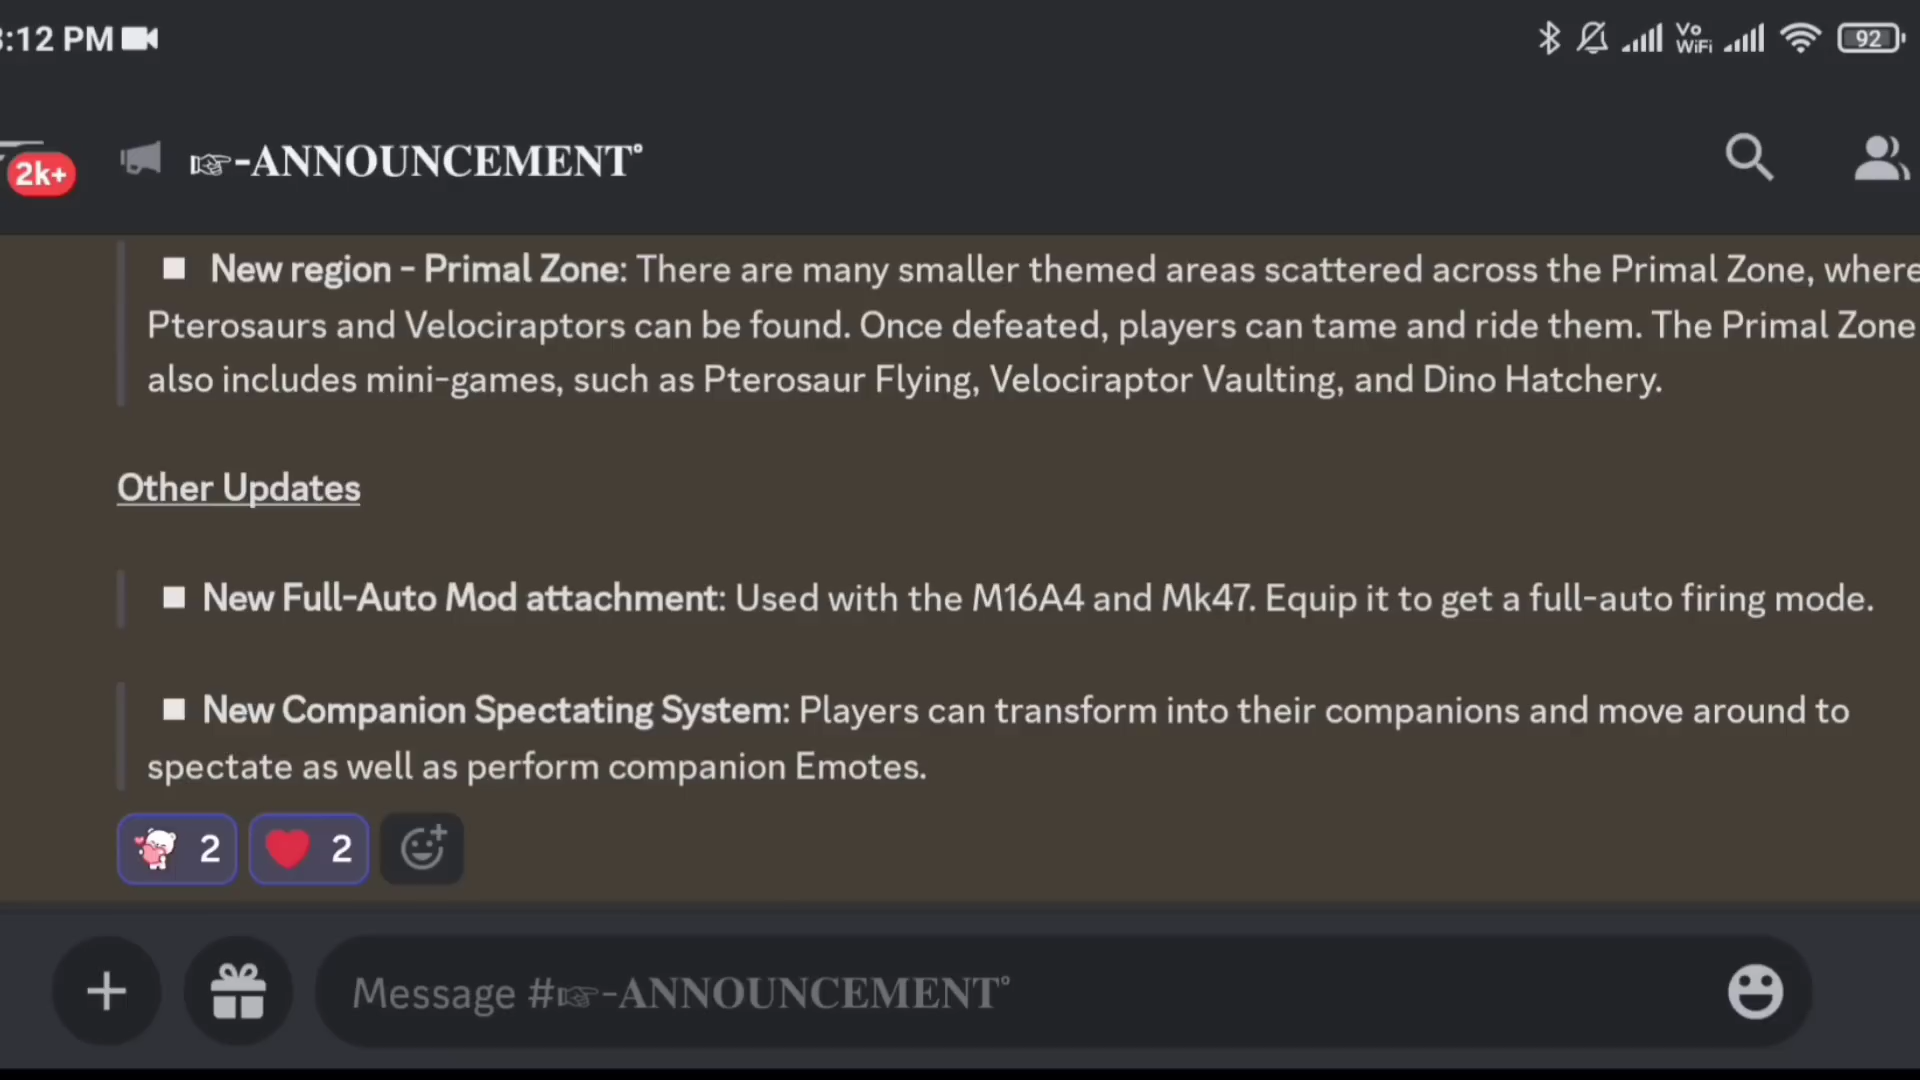 :12 PM
Vo
WiFi
92
2k+
☞-ANNOUNCEMENT°
■ New region - Primal Zone: There are many smaller themed areas scattered across the Primal Zone, where
Pterosaurs and Velociraptors can be found. Once defeated, players can tame and ride them. The Primal Zone
also includes mini-games, such as Pterosaur Flying, Velociraptor Vaulting, and Dino Hatchery.
Other Updates
■ New Full-Auto Mod attachment: Used with the M16A4 and Mk47. Equip it to get a full-auto firing mode.
■ New Companion Spectating System: Players can transform into their companions and move around to
spectate as well as perform companion Emotes.
2 2
Message #☞-ANNOUNCEMENT°